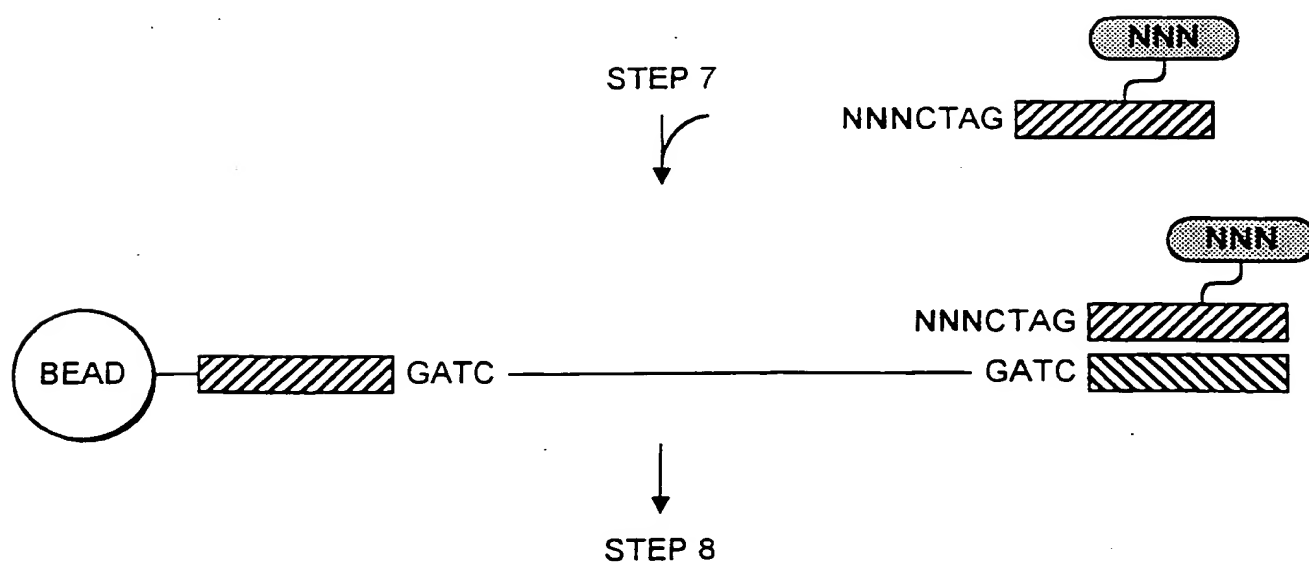 NNN
STEP 7
NNNCTAG
NNN
NNNCTAG
BEAD GATC GATC
STEP 8